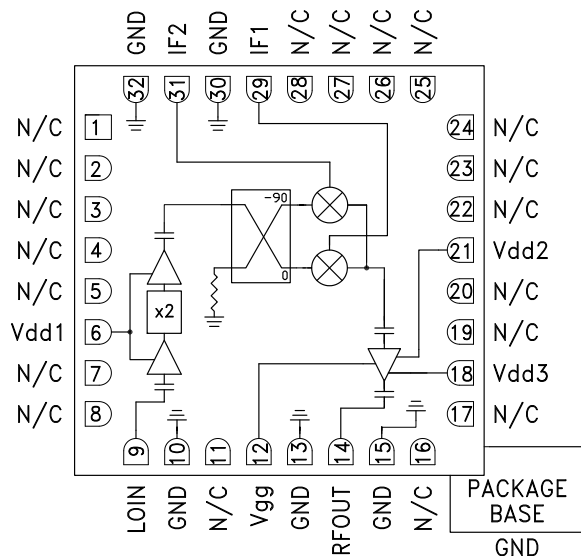 GND IF2 GND IF1 N/C N/C N/C N/C
32 31 30 29 28 27 26 25
N/C 1 24 N/C
N/C 2 23 N/C
N/C 3 -90 22 N/C
N/C 4 21 Vdd2
N/C 5 0 20 N/C
Vdd1 6 x2 19 N/C
N/C 7 18 Vdd3
N/C 8 17 N/C
9 10 11 12 13 14 15 16
LOIN GND N/C Vgg GND RFOUT GND N/C
PACKAGE
BASE
GND